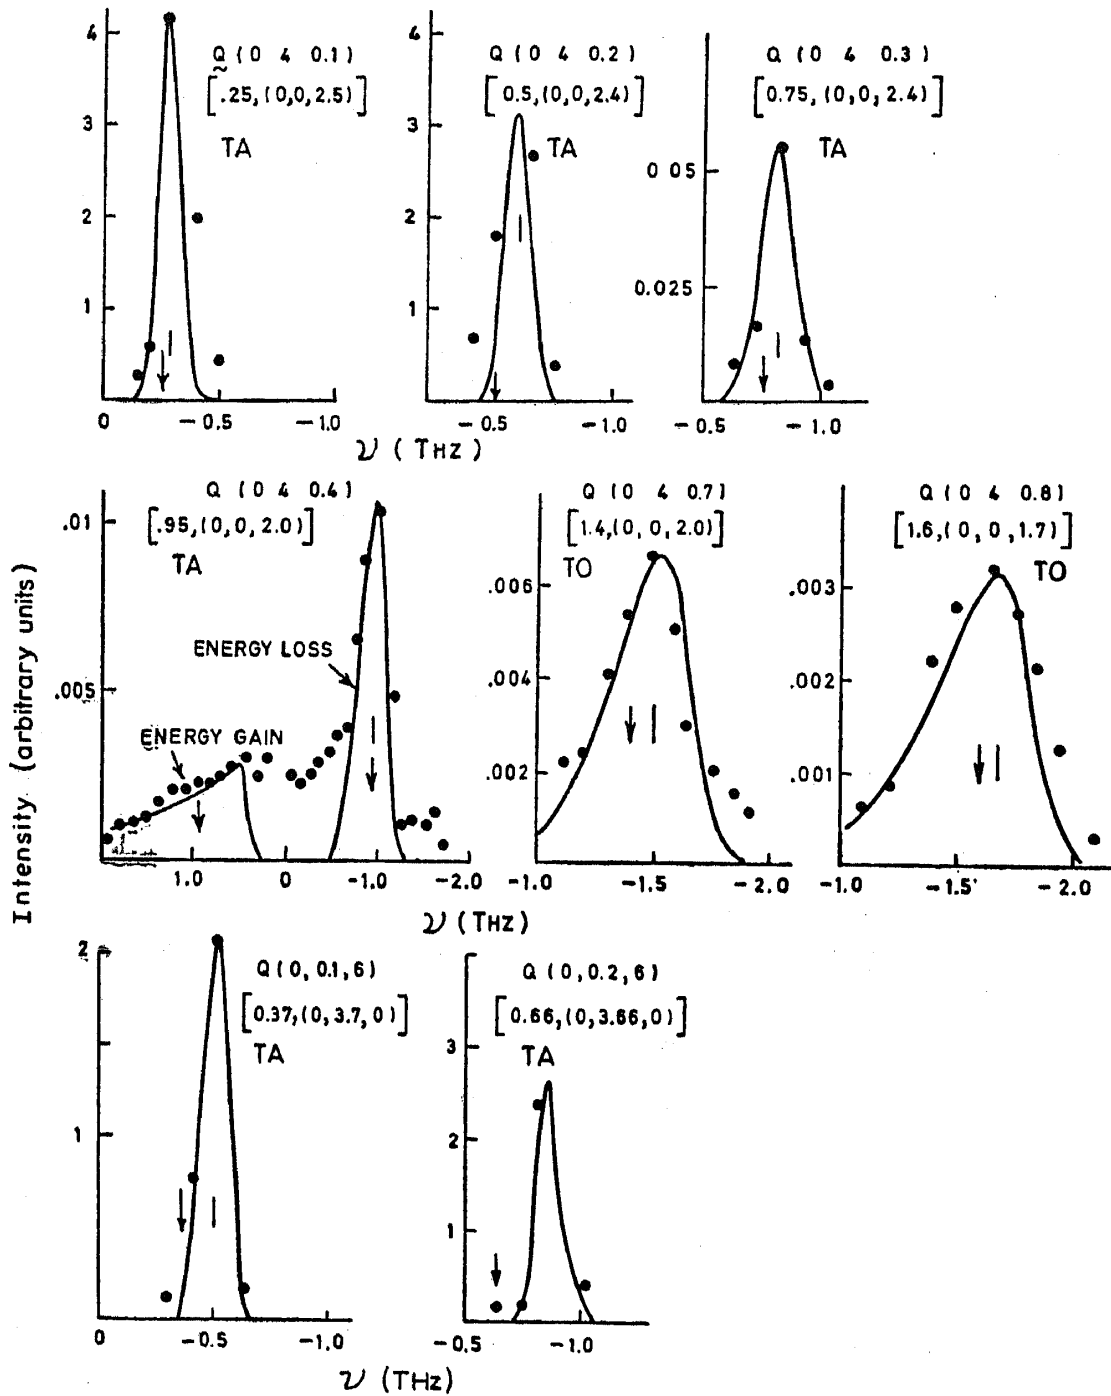 Intensity (arbitrary units)
4
3
2
1
0
-0.5
-1.0
Q (0 4 0.1)
[.25,(0,0,2.5)]
TA
4
3
2
1
-0.5
-1.0
Q (0 4 0.2)
[0.5,(0,0,2.4)]
TA
0 05
0.025
-0.5
-1.0
Q (0 4 0.3)
[0.75,(0,0,2.4)]
TA
ν (THz)
.01
.005
1.0
0
-1.0
-2.0
Q (0 4 0.4)
[.95,(0,0,2.0)]
TA
ENERGY LOSS
ENERGY GAIN
.006
.004
.002
-1.0
-1.5
-2.0
Q (0 4 0.7)
[1.4,(0,0,2.0)]
TO
.003
.002
.001
-1.0
-1.5
-2.0
Q (0 4 0.8)
[1.6,(0,0,1.7)]
TO
ν (THz)
2
1
0
-0.5
-1.0
Q (0,0.1,6)
[0.37,(0,3.7,0)]
TA
3
2
1
-0.5
-1.0
Q (0,0.2,6)
[0.66,(0,3.66,0)]
TA
ν (THz)